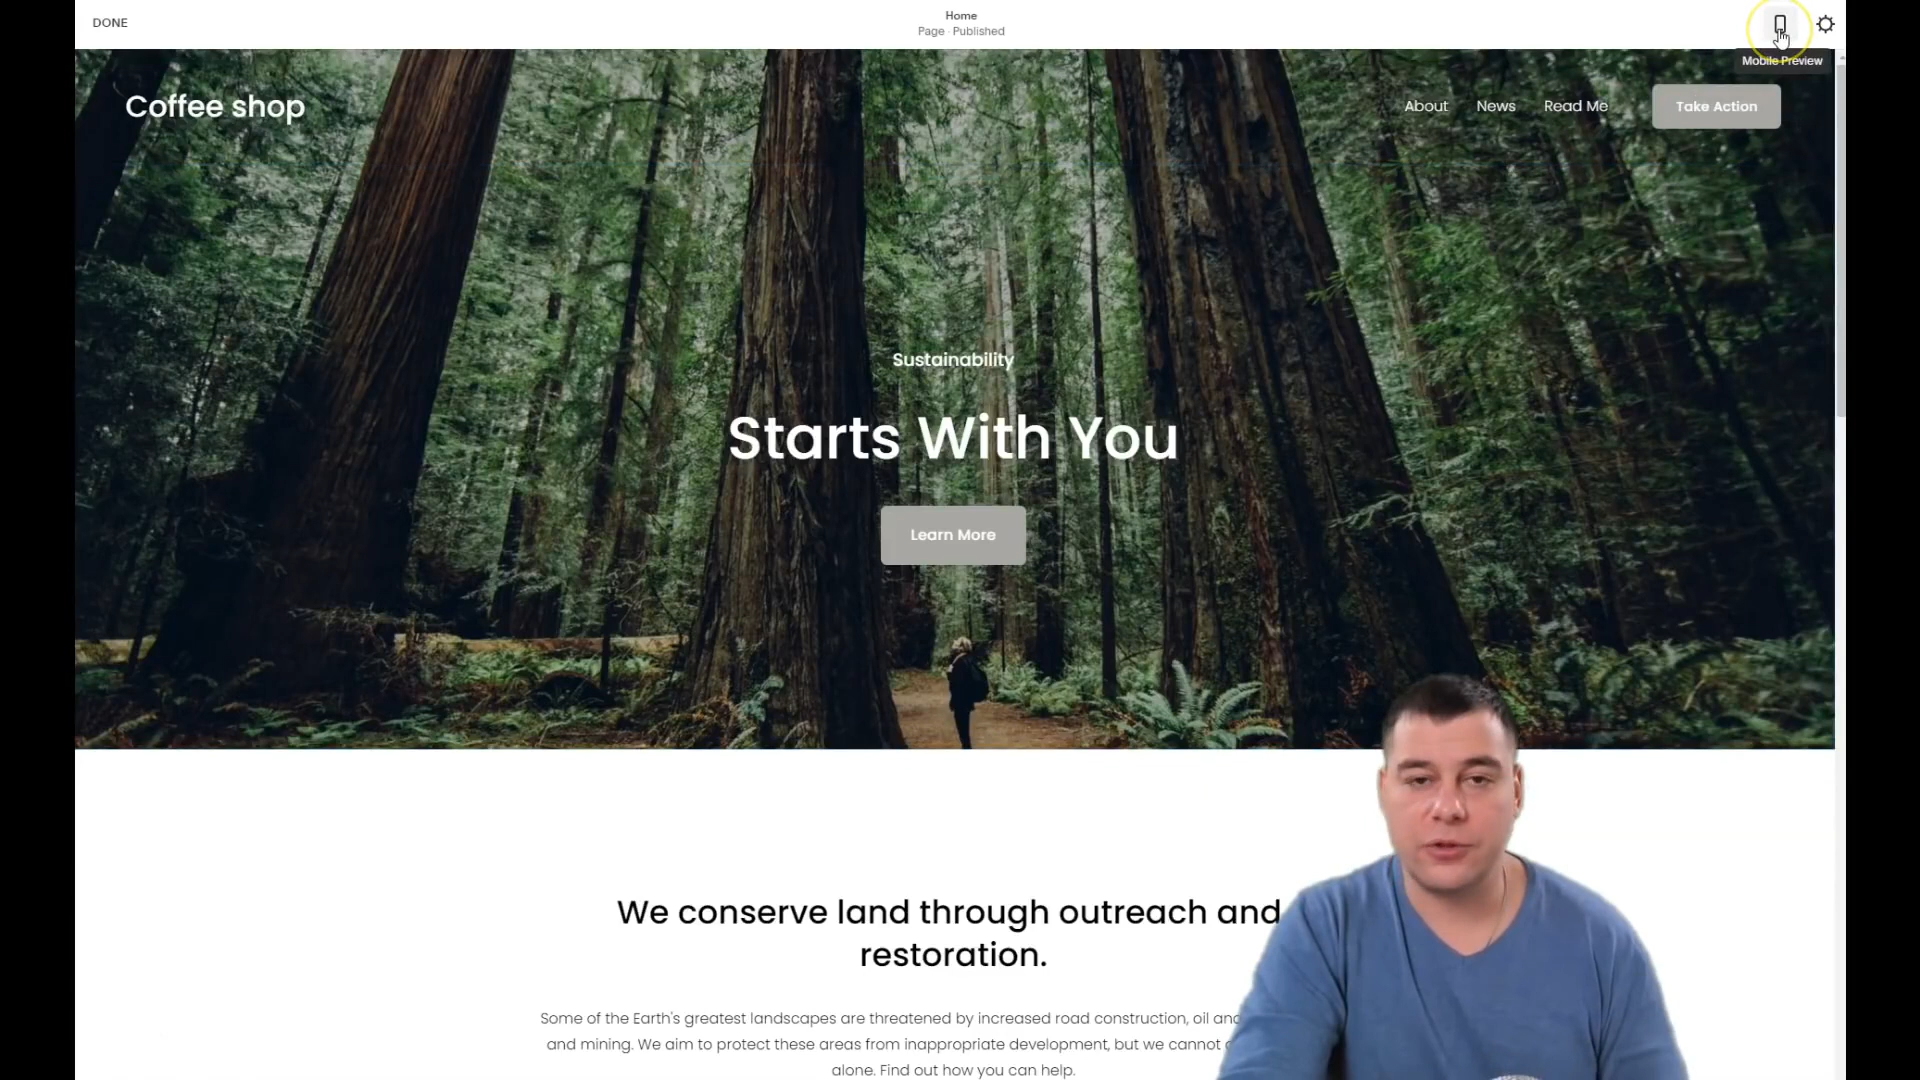 DONE
Home
Page · Published
Mobile Preview
Coffee shop
About News Read Me Take Action
Sustainability
Starts With You
Learn More
We conserve land through outreach and
restoration.
Some of the Earth's greatest landscapes are threatened by increased road construction, oil and
and mining. We aim to protect these areas from inappropriate development, but we cannot
alone. Find out how you can help.